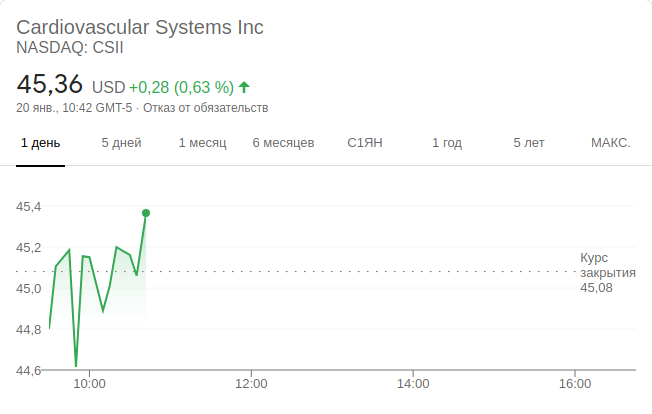 Cardiovascular Systems Inc
NASDAQ: CSII
45,36 USD +0,28 (0,63 %)
20 янв., 10:42 GMT-5 · Отказ от обязательств
1 день 5 дней 1 месяц 6 месяцев С1ЯН 1 год 5 лет МАКС.
45,4
45,2
Курс
закрытия
45,08
45,0
44,8
44,6
10:00 12:00 14:00 16:00